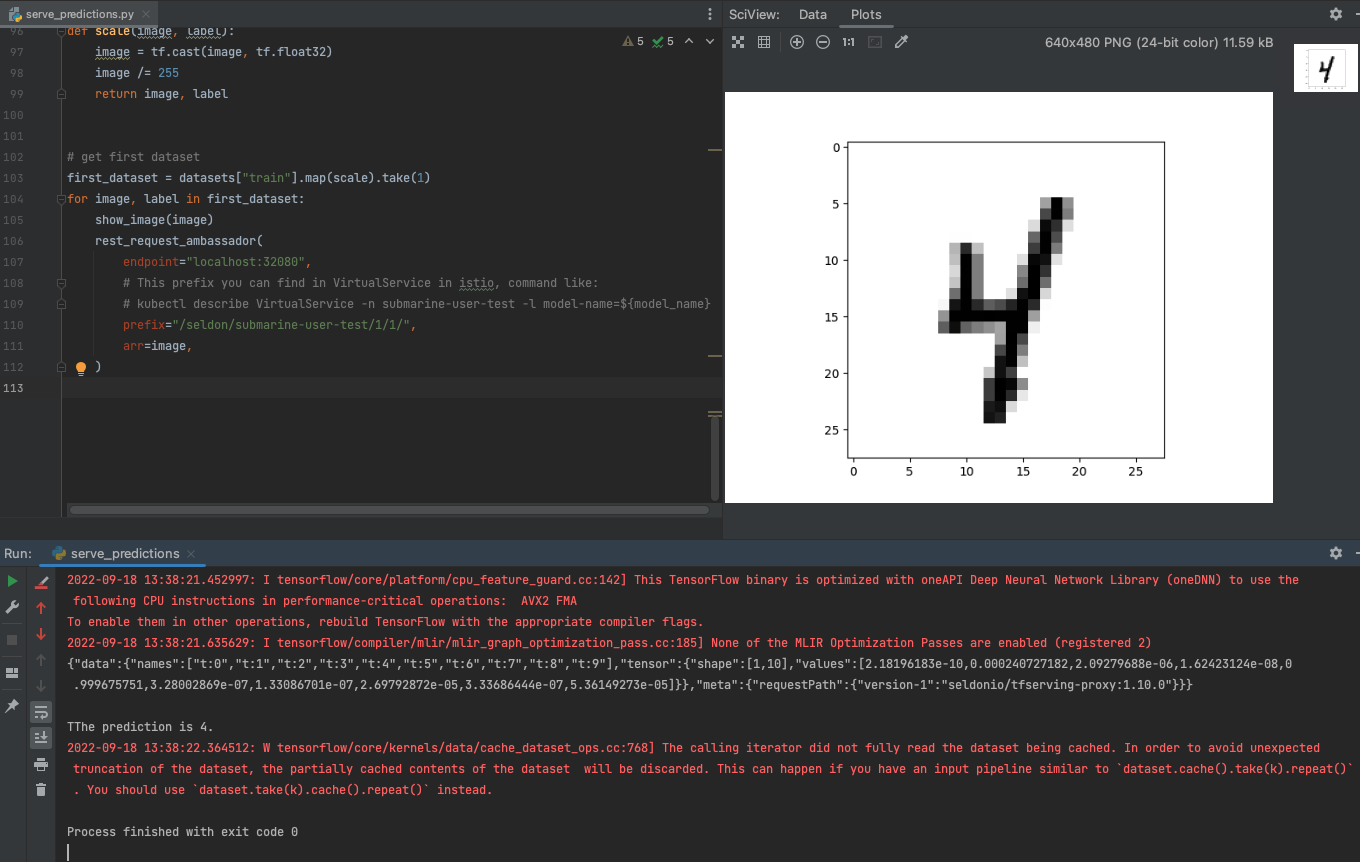 serve_predictions.py
96 def scale(image, label):
97 image = tf.cast(image, tf.float32)
98 image /= 255
99 return image, label
100
101
102 # get first dataset
103 first_dataset = datasets["train"].map(scale).take(1)
104 for image, label in first_dataset:
105 show_image(image)
106 rest_request_ambassador(
107 endpoint="localhost:32080",
108 # This prefix you can find in VirtualService in istio, command like:
109 # kubectl describe VirtualService -n submarine-user-test -l model-name=${model_name}
110 prefix="/seldon/submarine-user-test/1/1/",
111 arr=image,
112 )
113
5 5
SciView: Data Plots
1:1 640x480 PNG (24-bit color) 11.59 kB
4
0
5
10
15
20
25
0 5 10 15 20 25
4
Run: serve_predictions
2022-09-18 13:38:21.452997: I tensorflow/core/platform/cpu_feature_guard.cc:142] This TensorFlow binary is optimized with oneAPI Deep Neural Network Library (oneDNN) to use the
following CPU instructions in performance-critical operations:  AVX2 FMA
To enable them in other operations, rebuild TensorFlow with the appropriate compiler flags.
2022-09-18 13:38:21.635629: I tensorflow/compiler/mlir/mlir_graph_optimization_pass.cc:185] None of the MLIR Optimization Passes are enabled (registered 2)
{"data":{"names":["t:0","t:1","t:2","t:3","t:4","t:5","t:6","t:7","t:8","t:9"],"tensor":{"shape":[1,10],"values":[2.18196183e-10,0.000240727182,2.09279688e-06,1.62423124e-08,0
.999675751,3.28002869e-07,1.33086701e-07,2.69792872e-05,3.33686444e-07,5.36149273e-05]}},"meta":{"requestPath":{"version-1":"seldonio/tfserving-proxy:1.10.0"}}}
TThe prediction is 4.
2022-09-18 13:38:22.364512: W tensorflow/core/kernels/data/cache_dataset_ops.cc:768] The calling iterator did not fully read the dataset being cached. In order to avoid unexpected
truncation of the dataset, the partially cached contents of the dataset  will be discarded. This can happen if you have an input pipeline similar to `dataset.cache().take(k).repeat()`
. You should use `dataset.take(k).cache().repeat()` instead.
Process finished with exit code 0